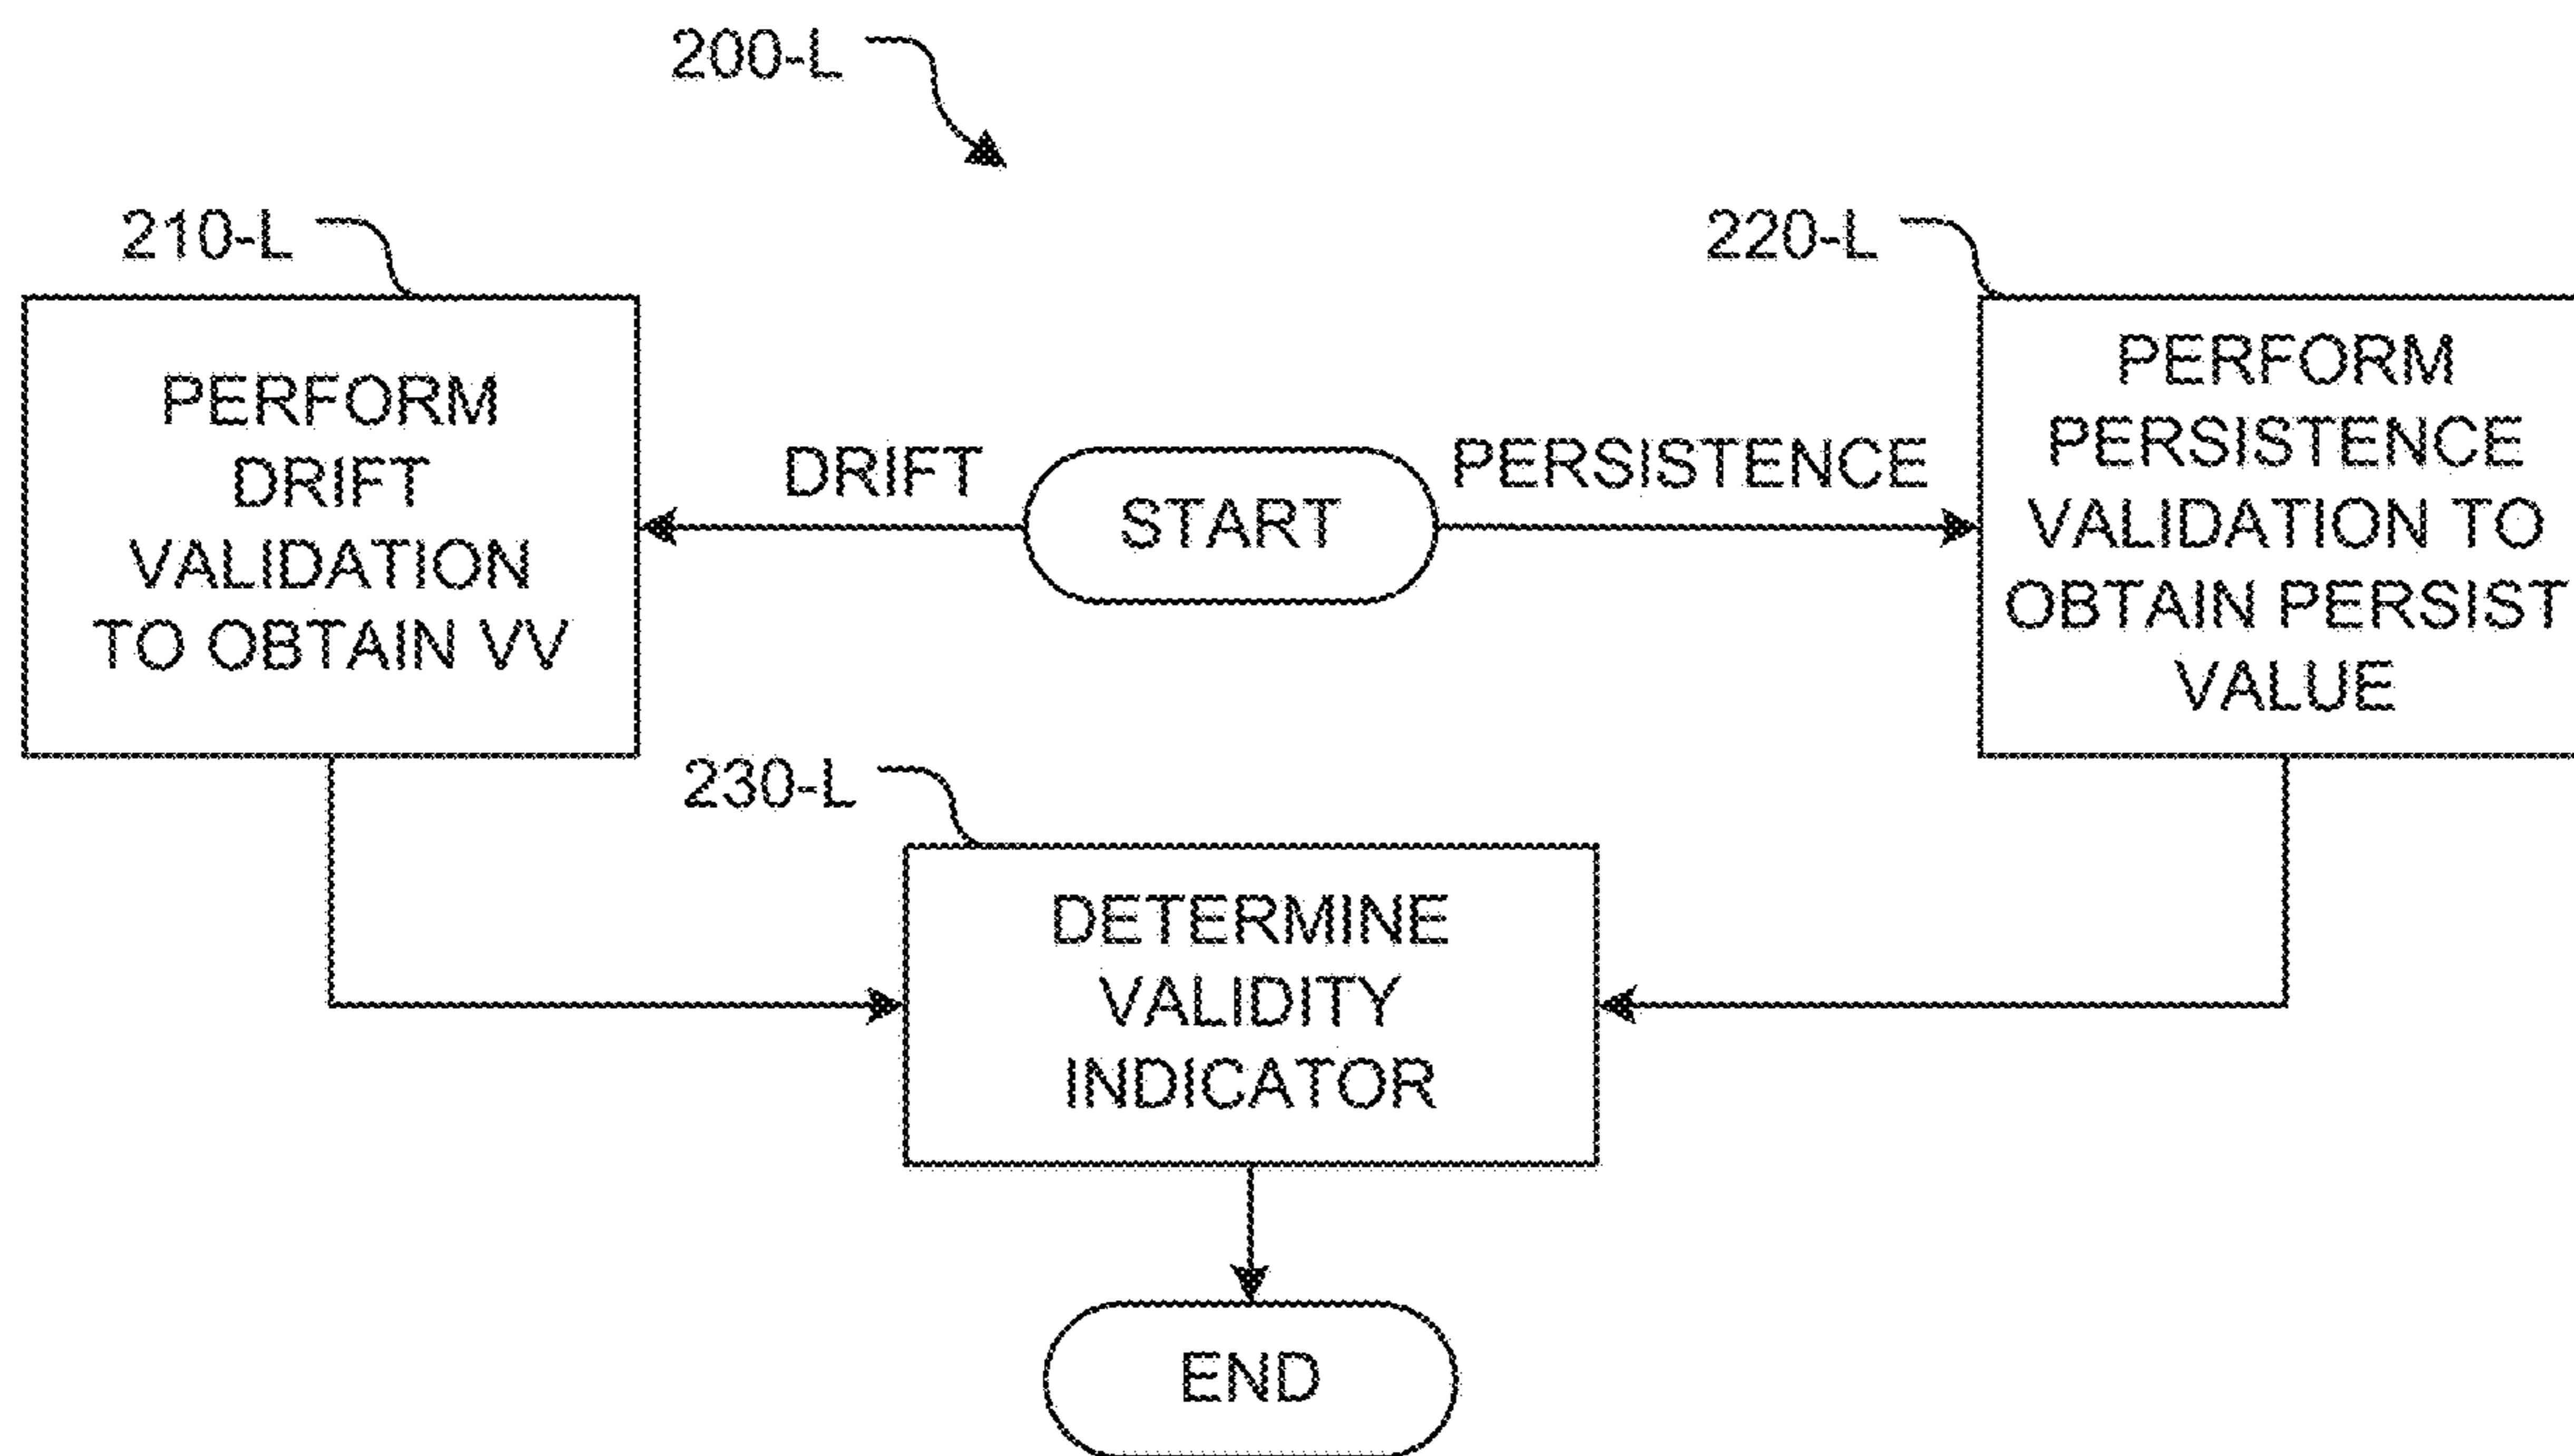 200-L
210-L
220-L
PERFORM
DRIFT
VALIDATION
TO OBTAIN VV
DRIFT
START
PERSISTENCE
PERFORM
PERSISTENCE
VALIDATION TO
OBTAIN PERSIST
VALUE
230-L
DETERMINE
VALIDITY
INDICATOR
END